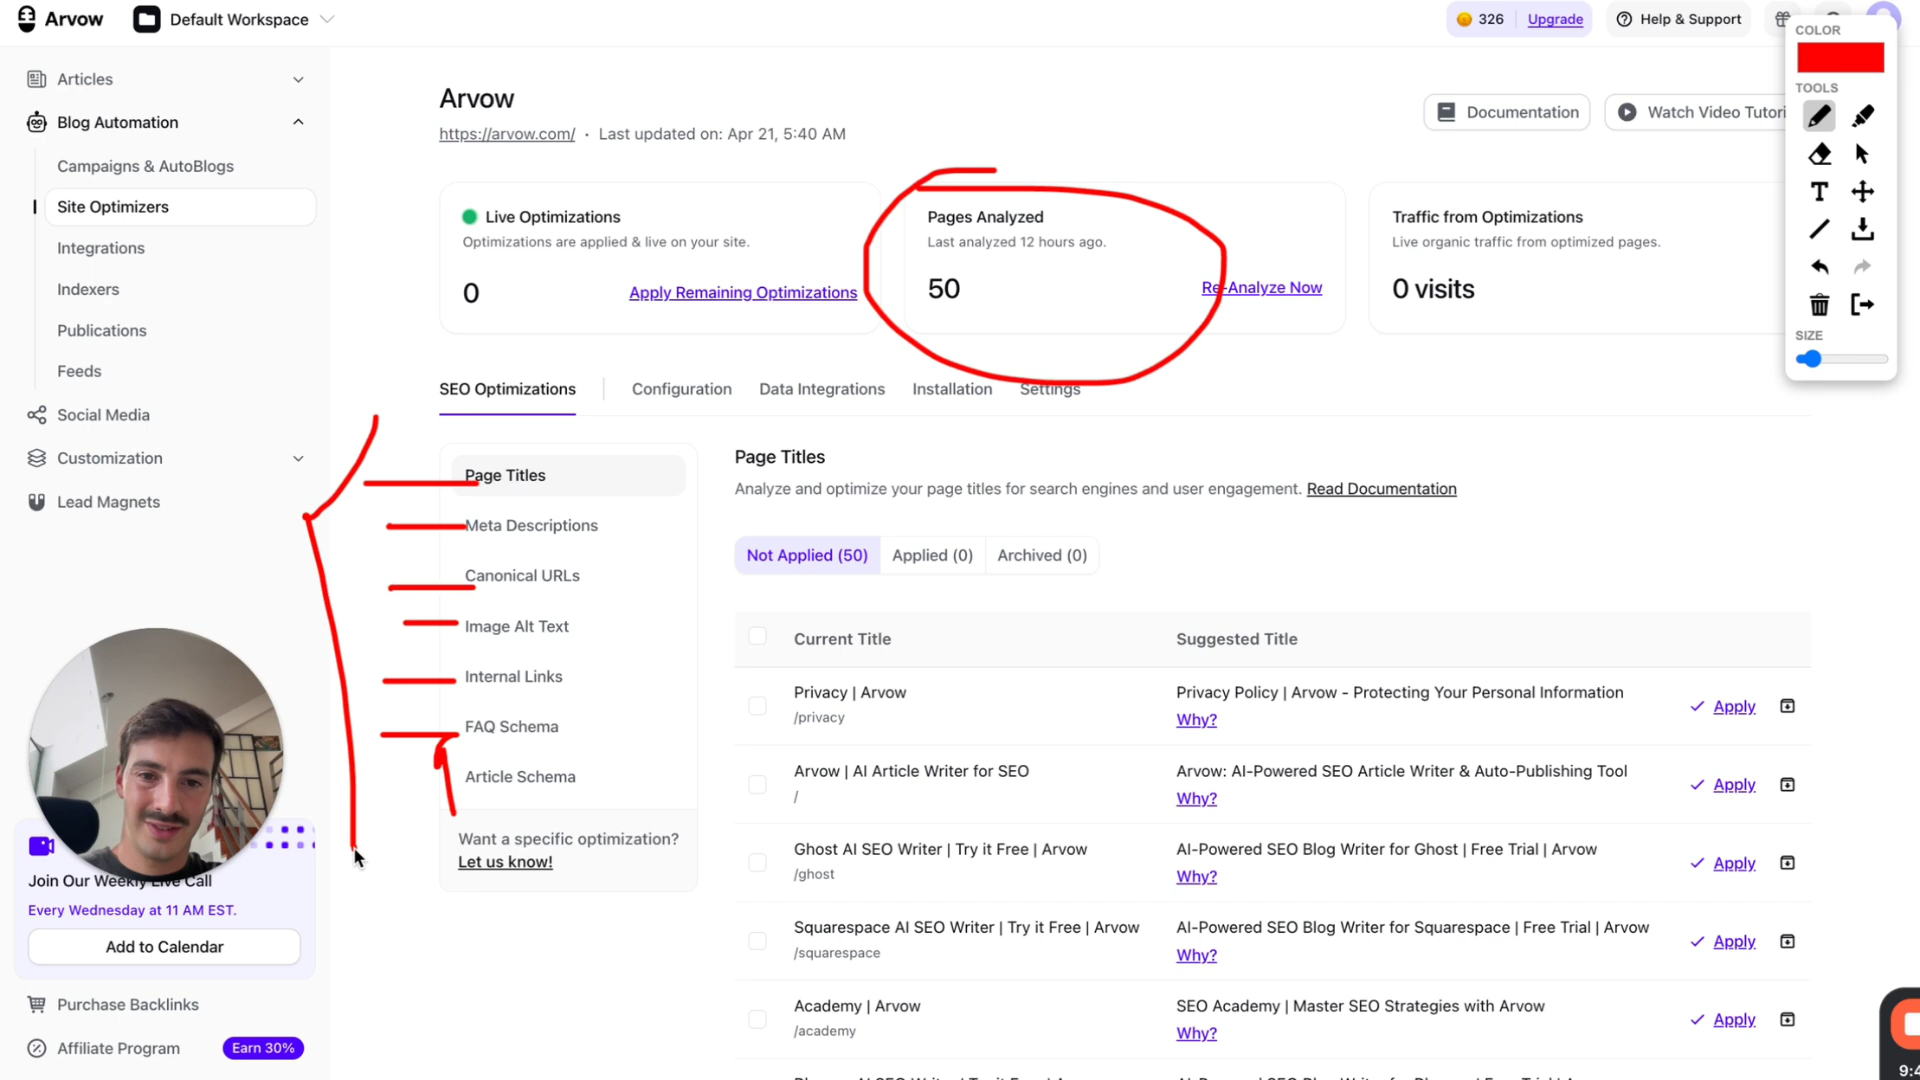 Arvow
Default Workspace
326
Upgrade
Help & Support
COLOR
TOOLS
SIZE
Articles
Blog Automation
Campaigns & AutoBlogs
Site Optimizers
Integrations
Indexers
Publications
Feeds
Social Media
Customization
Lead Magnets
Join Our Weekly Live Call
Every Wednesday at 11 AM EST.
Add to Calendar
Purchase Backlinks
Affiliate Program
Earn 30%
Arvow
https://arvow.com/ · Last updated on: Apr 21, 5:40 AM
Documentation
Watch Video Tutori
Live Optimizations
Optimizations are applied & live on your site.
0
Apply Remaining Optimizations
Pages Analyzed
Last analyzed 12 hours ago.
50
Re-Analyze Now
Traffic from Optimizations
Live organic traffic from optimized pages.
0 visits
SEO Optimizations
Configuration
Data Integrations
Installation
Settings
Page Titles
Meta Descriptions
Canonical URLs
Image Alt Text
Internal Links
FAQ Schema
Article Schema
Want a specific optimization?
Let us know!
Page Titles
Analyze and optimize your page titles for search engines and user engagement. Read Documentation
Not Applied (50)
Applied (0)
Archived (0)
Current Title
Suggested Title
Privacy | Arvow
/privacy
Privacy Policy | Arvow - Protecting Your Personal Information
Why?
Apply
Arvow | AI Article Writer for SEO
/
Arvow: AI-Powered SEO Article Writer & Auto-Publishing Tool
Why?
Apply
Ghost AI SEO Writer | Try it Free | Arvow
/ghost
AI-Powered SEO Blog Writer for Ghost | Free Trial | Arvow
Why?
Apply
Squarespace AI SEO Writer | Try it Free | Arvow
/squarespace
AI-Powered SEO Blog Writer for Squarespace | Free Trial | Arvow
Why?
Apply
Academy | Arvow
/academy
SEO Academy | Master SEO Strategies with Arvow
Why?
Apply